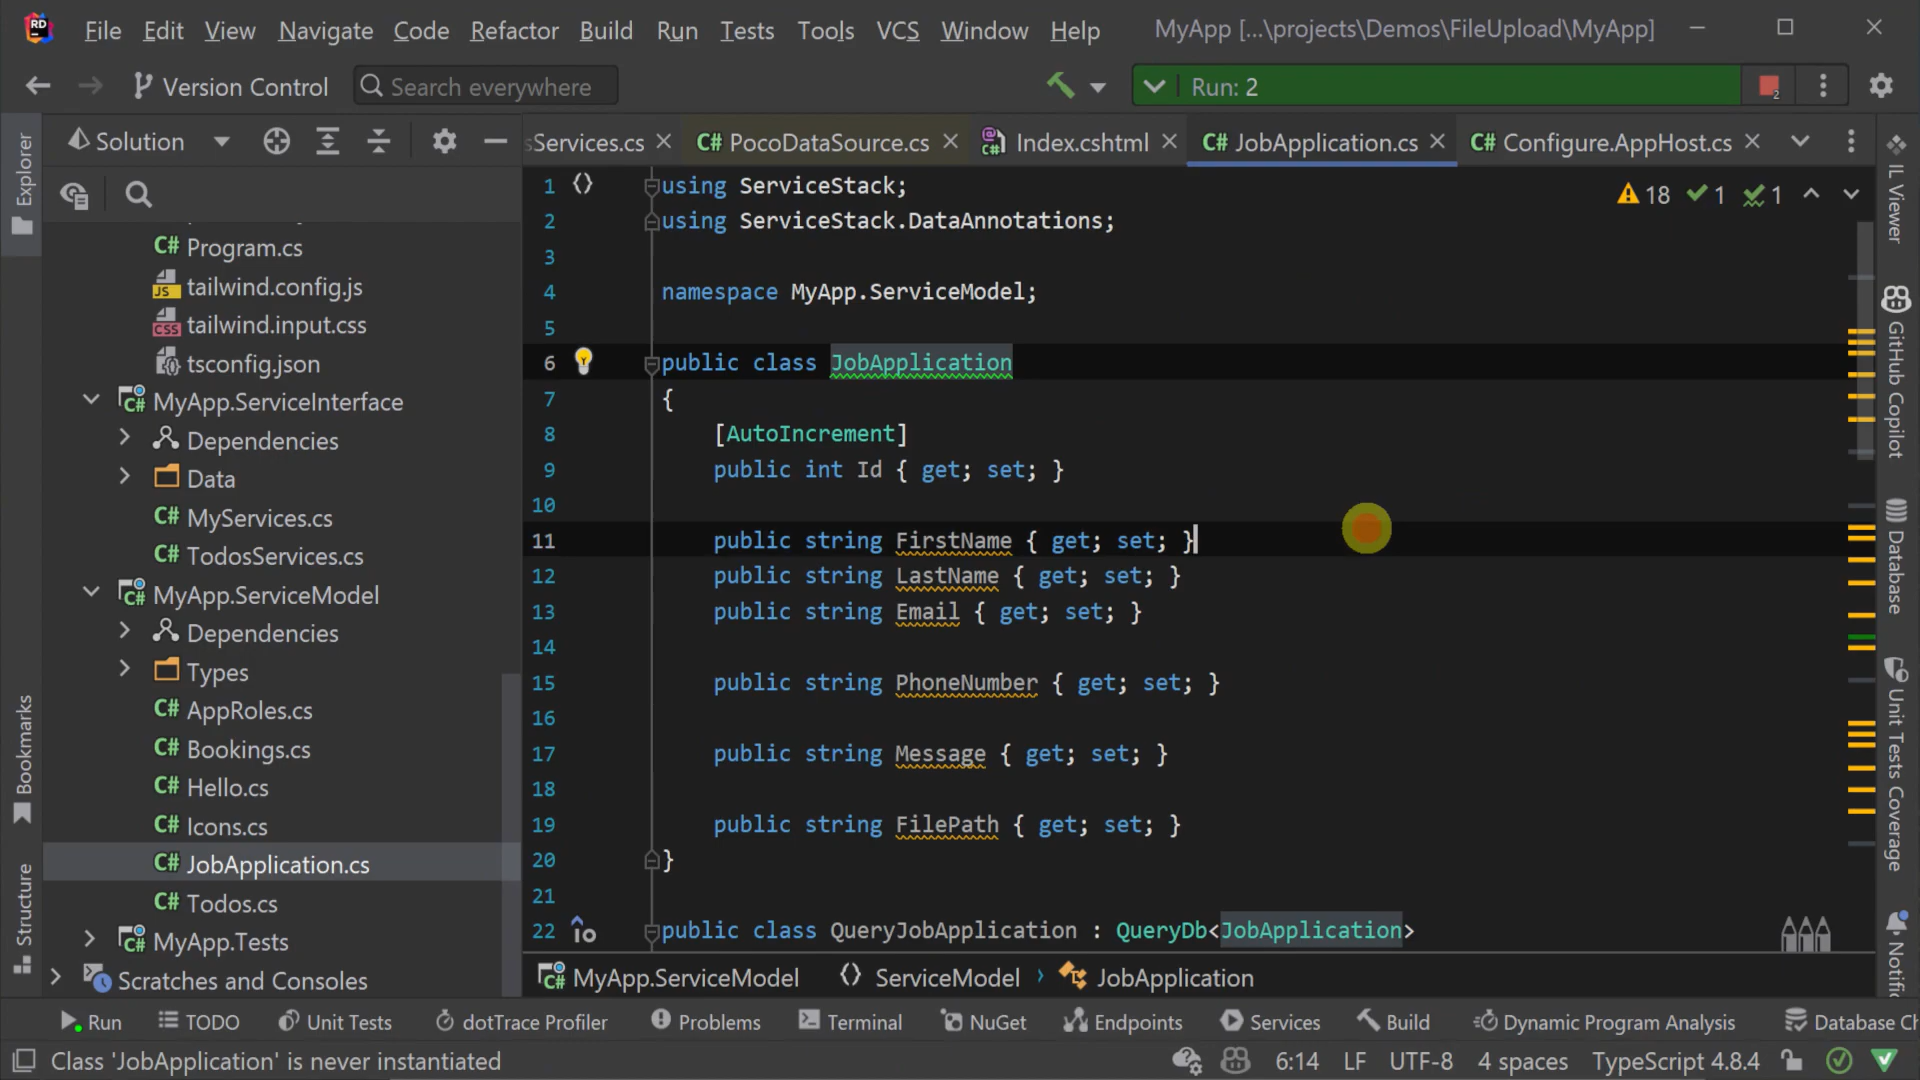 File Edit View Navigate Code Refactor Build Run Tests Tools VCS Window Help MyApp [...\projects\Demos\FileUpload\MyApp]
Version Control Search everywhere Run: 2 2
Solution sServices.cs C# PocoDataSource.cs Index.cshtml C# JobApplication.cs C# Configure.AppHost.cs
Explorer
Bookmarks
Structure
C# Program.cs
JS tailwind.config.js
CSS tailwind.input.css
tsconfig.json
C# MyApp.ServiceInterface
Dependencies
Data
C# MyServices.cs
C# TodosServices.cs
C# MyApp.ServiceModel
Dependencies
Types
C# AppRoles.cs
C# Bookings.cs
C# Hello.cs
C# Icons.cs
C# JobApplication.cs
C# Todos.cs
C# MyApp.Tests
Scratches and Consoles
18 1 1
1 using ServiceStack;
2 using ServiceStack.DataAnnotations;
3
4 namespace MyApp.ServiceModel;
5
6 public class JobApplication
7 {
8 [AutoIncrement]
9 public int Id { get; set; }
10
11 public string FirstName { get; set; }
12 public string LastName { get; set; }
13 public string Email { get; set; }
14
15 public string PhoneNumber { get; set; }
16
17 public string Message { get; set; }
18
19 public string FilePath { get; set; }
20 }
21
22 public class QueryJobApplication : QueryDb<JobApplication>
IL Viewer
GitHub Copilot
Database
Unit Tests Coverage
Notifi
C# MyApp.ServiceModel ServiceModel › JobApplication
Run TODO Unit Tests dotTrace Profiler Problems Terminal NuGet Endpoints Services Build Dynamic Program Analysis Database Ch
Class 'JobApplication' is never instantiated 6:14 LF UTF-8 4 spaces TypeScript 4.8.4